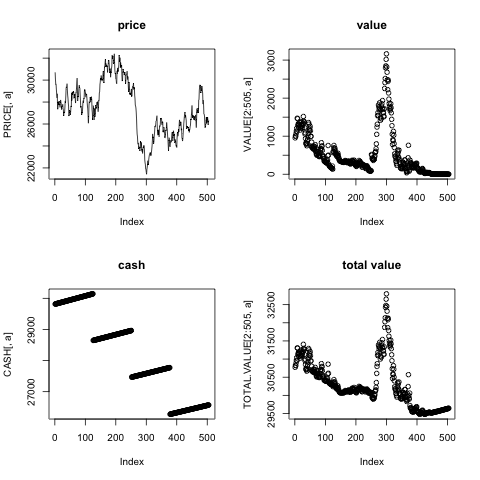 price
PRICE[, a]
22000
26000
30000
0 100 200 300 400 500
Index
value
VALUE[2:505, a]
0
1000
2000
3000
0 100 200 300 400 500
Index
cash
CASH[, a]
27000
29000
0 100 200 300 400 500
Index
total value
TOTAL.VALUE[2:505, a]
29500
30500
31500
32500
0 100 200 300 400 500
Index